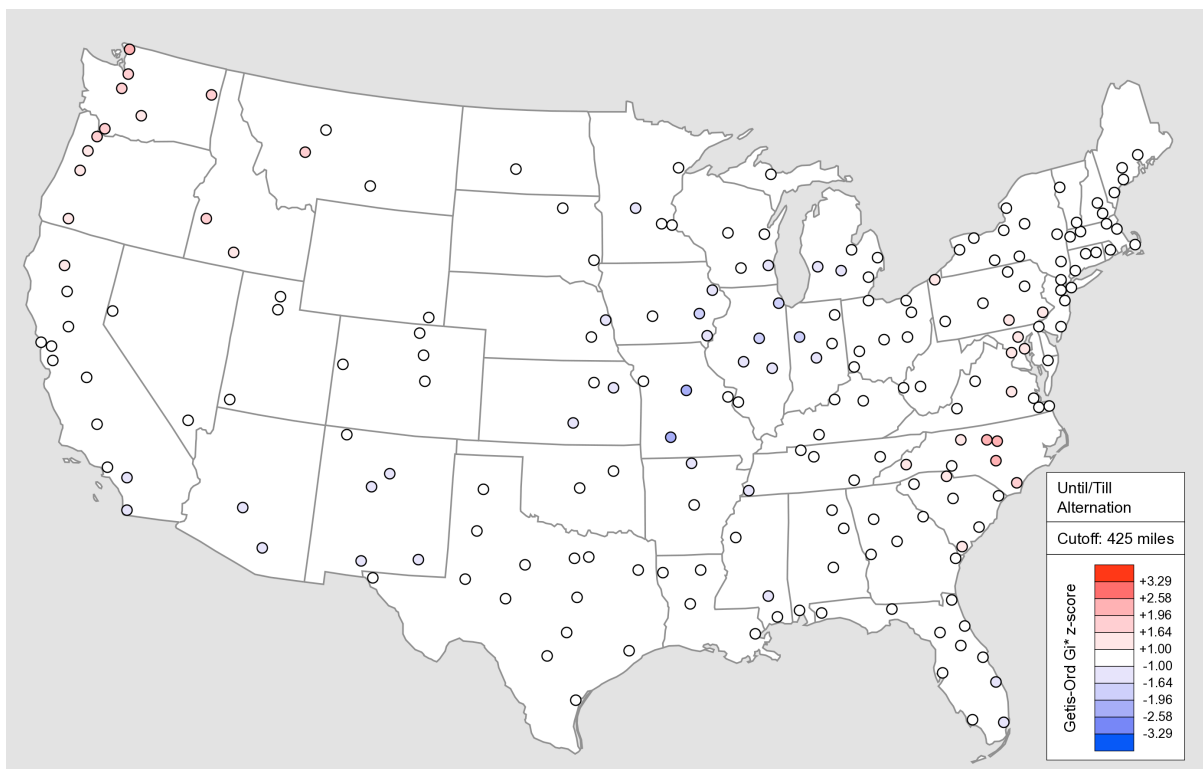 Until/Till
Alternation
Cutoff: 425 miles
Getis-Ord Gi* z-score
+3.29
+2.58
+1.96
+1.64
+1.00
-1.00
-1.64
-1.96
-2.58
-3.29